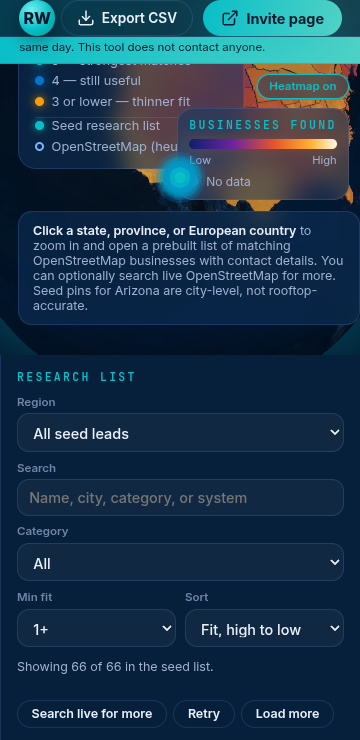 RW
Export CSV
Invite page
same day. This tool does not contact anyone.
4 — still useful
Heatmap on
3 or lower — thinner fit
Seed research list
BUSINESSES FOUND
OpenStreetMap (heu
Low
High
No data
Click a state, province, or European country to
zoom in and open a prebuilt list of matching
OpenStreetMap businesses with contact details. You
can optionally search live OpenStreetMap for more.
Seed pins for Arizona are city-level, not rooftop-
accurate.
RESEARCH LIST
Region
All seed leads
Search
Name, city, category, or system
Category
All
Min fit
Sort
1+
Fit, high to low
Showing 66 of 66 in the seed list.
Search live for more
Retry
Load more